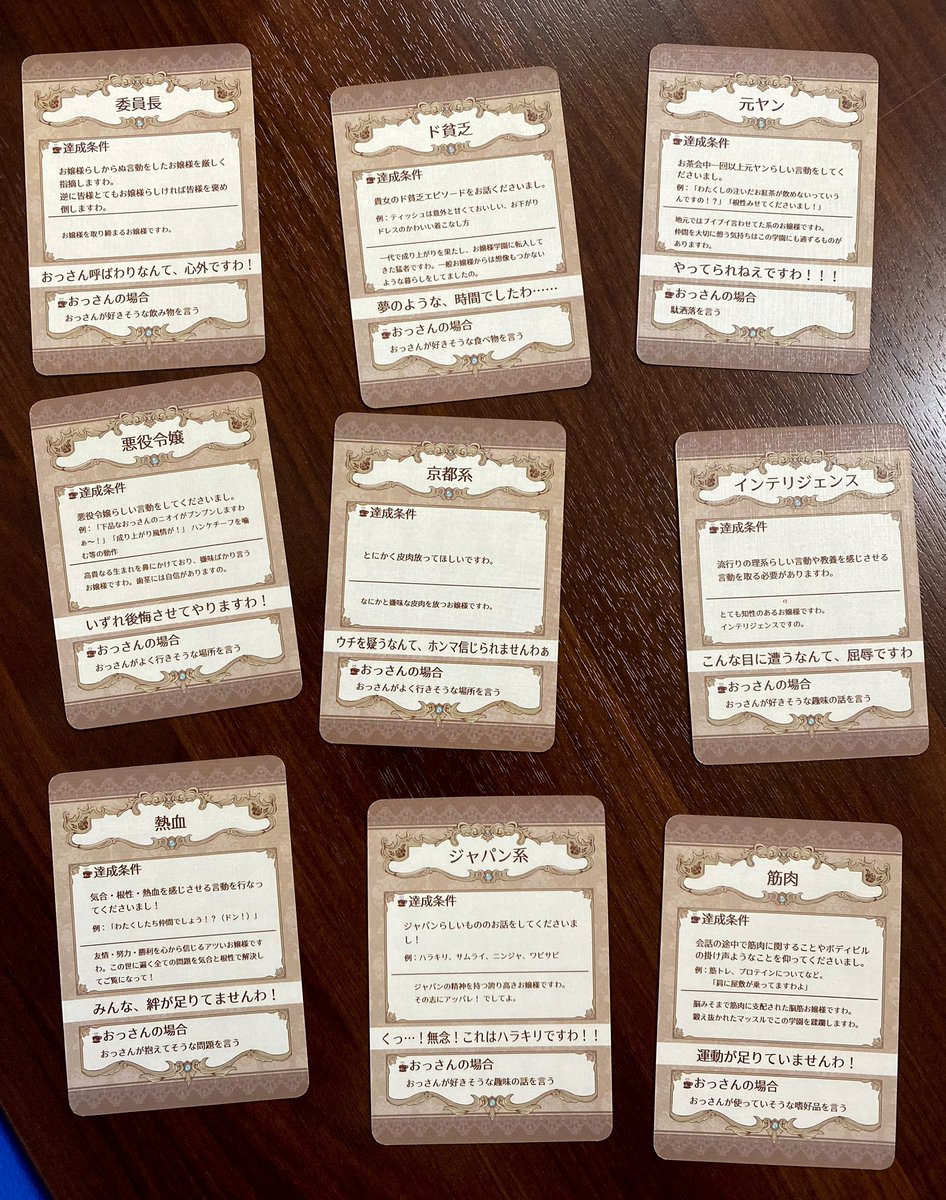 委員長
達成条件
お嬢様らしからぬ言動をしたお嬢様を厳しく
指摘しますわ。
逆に皆様とてもお嬢様らしければ皆様を褒め
倒しますわ。
お嬢様を取り締まるお嬢様ですわ。
おっさん呼ばわりなんて、心外ですわ！
おっさんの場合
おっさんが好きそうな飲み物を言う
ド貧乏
達成条件
貴女のド貧乏エピソードをお話くださいまし。
例：ティッシュは意外と甘くておいしい、お下がり
ドレスのかわいい着こなし方
一代で成り上がりを果たし、お嬢様学園に転入して
きた猛者ですわ。一般お嬢様からは想像もつかない
ような暮らしをしてましたの。
夢のような、時間でしたわ……
おっさんの場合
おっさんが好きそうな食べ物を言う
元ヤン
達成条件
お茶会中一回以上元ヤンらしい言動をしてく
ださいまし。
例：「わたくしの注いだお紅茶が飲めないっていう
んですの！？」「根性みせてくださいまし！」
地元ではブイブイ言わせてた系のお嬢様ですわ。
仲間を大切に想う気持ちはこの学園にも通ずるものが
ありますわ。
やってられねえですわ！！！
おっさんの場合
駄洒落を言う
悪役令嬢
達成条件
悪役令嬢らしい言動をしてくださいまし。
例：「下品なおっさんのニオイがプンプンしますわ
ぁ〜！」「成り上がり風情が！」 ハンケチーフを噛
む等の動作
高貴なる生まれを鼻にかけており、嫌味ばかり言う
お嬢様ですわ。歯茎には自信がありますの。
いずれ後悔させてやりますわ！
おっさんの場合
おっさんがよく行きそうな場所を言う
京都系
達成条件
とにかく皮肉放ってほしいですわ。
なにかと嫌味な皮肉を放つお嬢様ですわ。
ウチを疑うなんて、ホンマ信じられませんわぁ
おっさんの場合
おっさんがよく行きそうな場所を言う
インテリジェンス
達成条件
流行りの理系らしい言動や教養を感じさせる
言動を取る必要がありますわ。
とても知性のあるお嬢様ですわ。
インテリジェンスですの。
こんな目に遭うなんて、屈辱ですわ
おっさんの場合
おっさんが好きそうな趣味の話を言う
熱血
達成条件
気合・根性・熱血を感じさせる言動を行なっ
てくださいまし！
例：「わたくしたち仲間でしょう！？（ドン！）」
友情・努力・勝利を心から信じるアツいお嬢様です
わ。この世に遍く全ての問題を気合と根性で解決し
てご覧になって！
みんな、絆が足りてませんわ！
おっさんの場合
おっさんが抱えてそうな問題を言う
ジャパン系
達成条件
ジャパンらしいもののお話をしてくださいま
し！
例：ハラキリ、サムライ、ニンジャ、ワビサビ
ジャパンの精神を持つ誇り高きお嬢様ですわ。
その志にアッパレ！ でしてよ。
くっ…！無念！これはハラキリですわ！！
おっさんの場合
おっさんが好きそうな趣味の話を言う
筋肉
達成条件
会話の途中で筋肉に関することやボディビル
の掛け声ようなことを仰ってくださいまし。
例：筋トレ、プロテインについてなど。
「肩に屋敷が乗ってますわよ」
脳みそまで筋肉に支配された脳筋お嬢様ですわ。
鍛え抜かれたマッスルでこの学園を蹂躙しますわ。
運動が足りていませんわ！
おっさんの場合
おっさんが使っていそうな嗜好品を言う